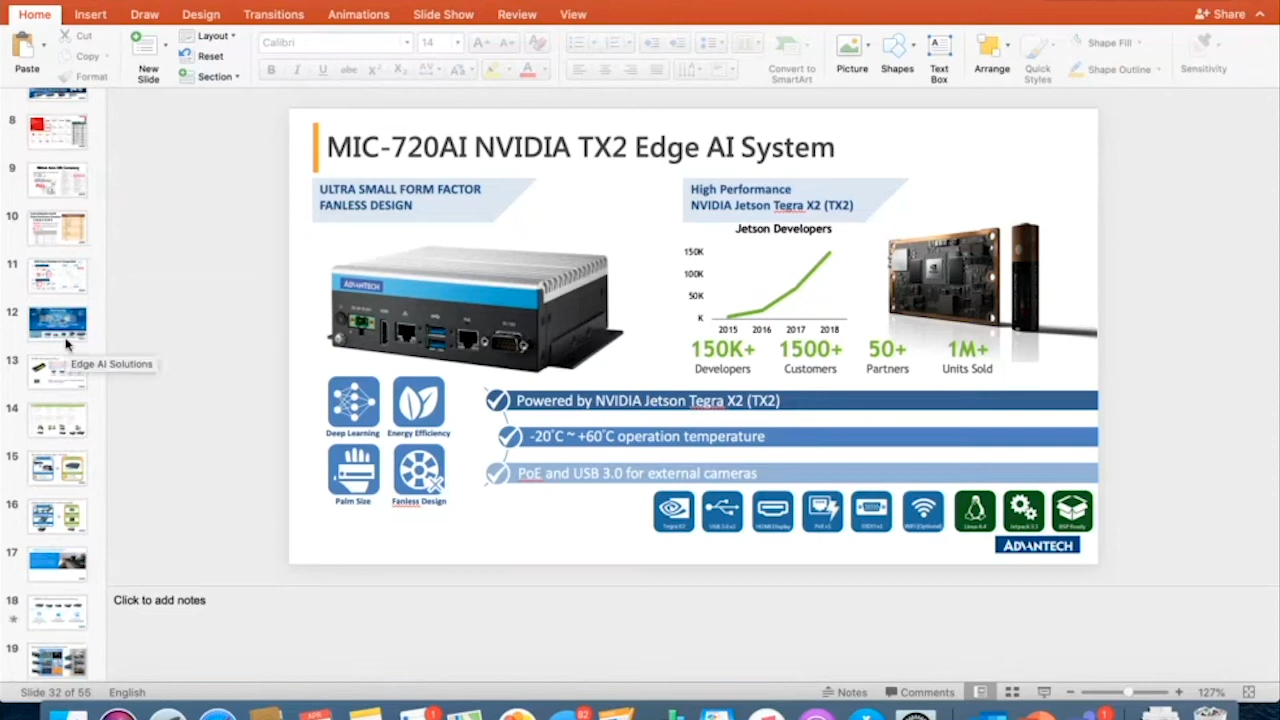 Home Insert Draw Design Transitions Animations Slide Show Review View Share
Paste
Cut
Copy
Format
New
Slide
Layout
Reset
Section
Calibri
14
Convert to
SmartArt
Picture
Shapes
Text
Box
Arrange
Quick
Styles
Shape Fill
Shape Outline
Sensitivity
8
9
10
11
12
13
14
15
16
17
18
19
Edge AI Solutions
MIC-720AI NVIDIA TX2 Edge AI System
ULTRA SMALL FORM FACTOR
FANLESS DESIGN
High Performance
NVIDIA Jetson Tegra X2 (TX2)
Jetson Developers
150K
100K
50K
K
2015 2016 2017 2018
150K+ 1500+ 50+ 1M+
Developers Customers Partners Units Sold
ADVANTECH
Deep Learning
Energy Efficiency
Palm Size
Fanless Design
Powered by NVIDIA Jetson Tegra X2 (TX2)
-20°C ~ +60°C operation temperature
PoE and USB 3.0 for external cameras
ADVANTECH
Click to add notes
Slide 32 of 55 English Notes Comments 127%